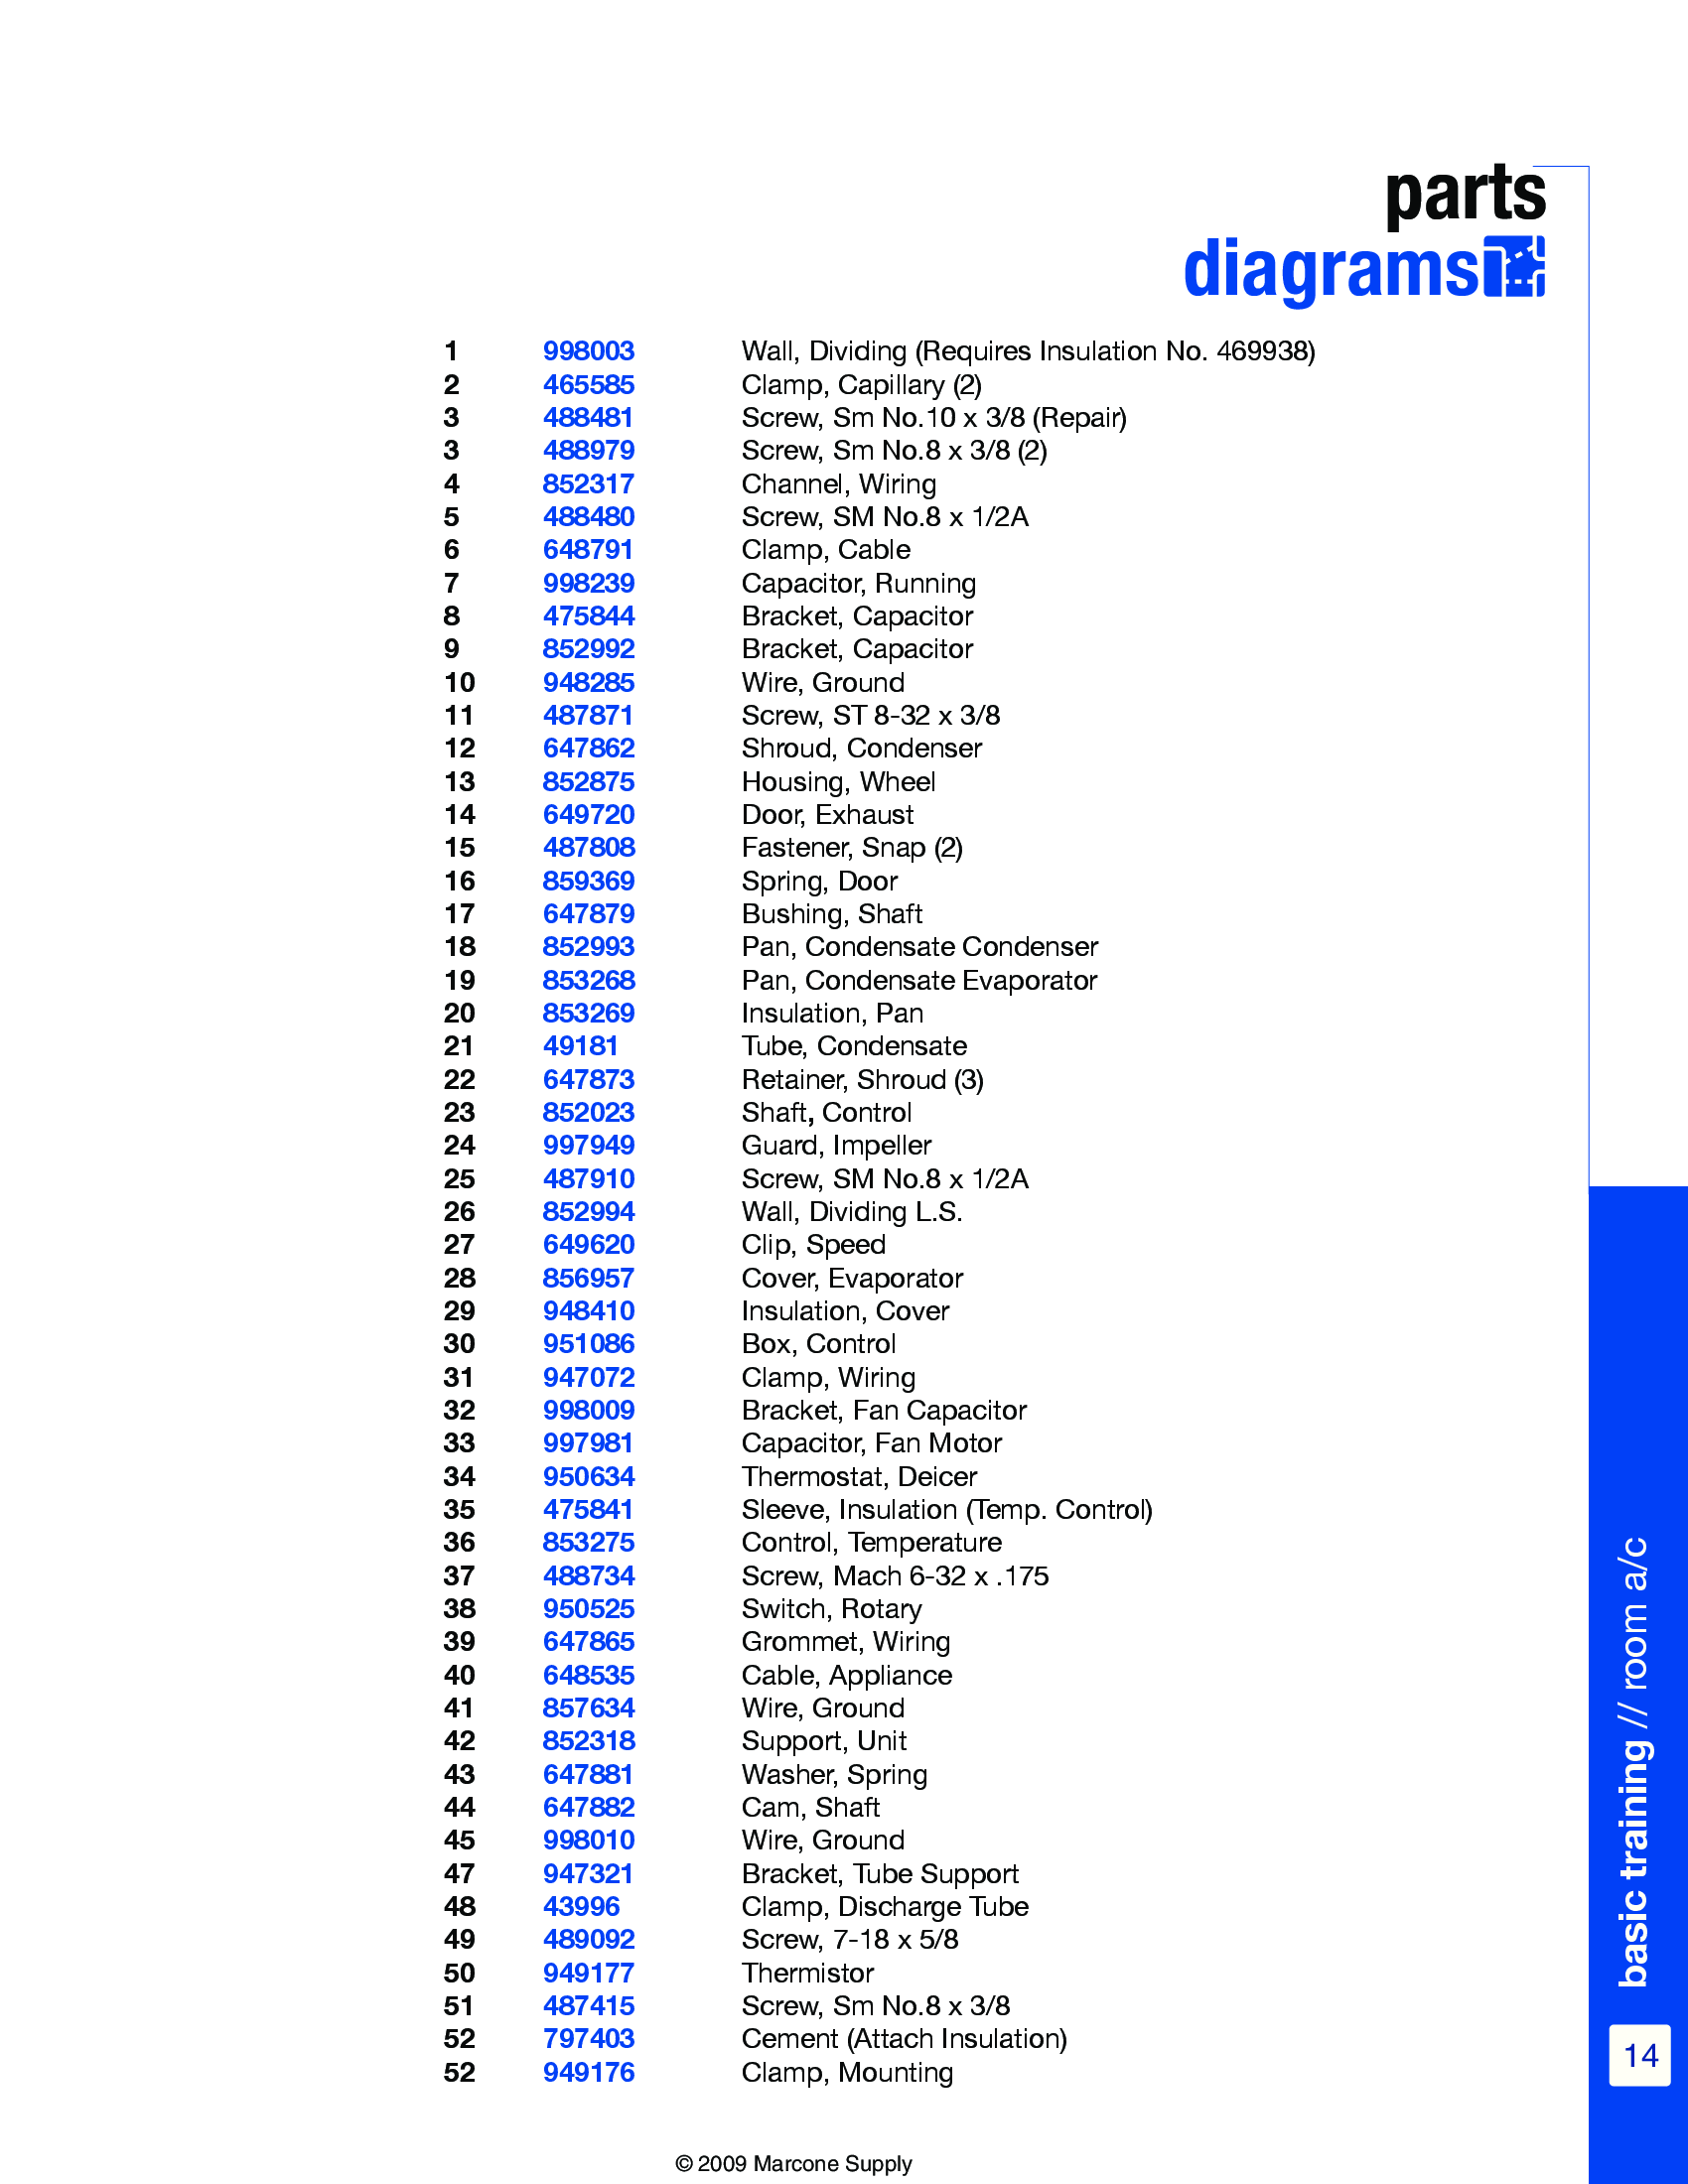 parts
diagrams
1 998003 Wall, Dividing (Requires Insulation No. 469938)
2 465585 Clamp, Capillary (2)
3 488481 Screw, Sm No.10 x 3/8 (Repair)
3 488979 Screw, Sm No.8 x 3/8 (2)
4 852317 Channel, Wiring
5 488480 Screw, SM No.8 x 1/2A
6 648791 Clamp, Cable
7 998239 Capacitor, Running
8 475844 Bracket, Capacitor
9 852992 Bracket, Capacitor
10 948285 Wire, Ground
11 487871 Screw, ST 8-32 x 3/8
12 647862 Shroud, Condenser
13 852875 Housing, Wheel
14 649720 Door, Exhaust
15 487808 Fastener, Snap (2)
16 859369 Spring, Door
17 647879 Bushing, Shaft
18 852993 Pan, Condensate Condenser
19 853268 Pan, Condensate Evaporator
20 853269 Insulation, Pan
21 49181 Tube, Condensate
22 647873 Retainer, Shroud (3)
23 852023 Shaft, Control
24 997949 Guard, Impeller
25 487910 Screw, SM No.8 x 1/2A
26 852994 Wall, Dividing L.S.
27 649620 Clip, Speed
28 856957 Cover, Evaporator
29 948410 Insulation, Cover
30 951086 Box, Control
31 947072 Clamp, Wiring
32 998009 Bracket, Fan Capacitor
33 997981 Capacitor, Fan Motor
34 950634 Thermostat, Deicer
35 475841 Sleeve, Insulation (Temp. Control)
36 853275 Control, Temperature
37 488734 Screw, Mach 6-32 x .175
38 950525 Switch, Rotary
39 647865 Grommet, Wiring
40 648535 Cable, Appliance
41 857634 Wire, Ground
42 852318 Support, Unit
43 647881 Washer, Spring
44 647882 Cam, Shaft
45 998010 Wire, Ground
47 947321 Bracket, Tube Support
48 43996 Clamp, Discharge Tube
49 489092 Screw, 7-18 x 5/8
50 949177 Thermistor
51 487415 Screw, Sm No.8 x 3/8
52 797403 Cement (Attach Insulation)
52 949176 Clamp, Mounting
basic training // room a/c
14
© 2009 Marcone Supply